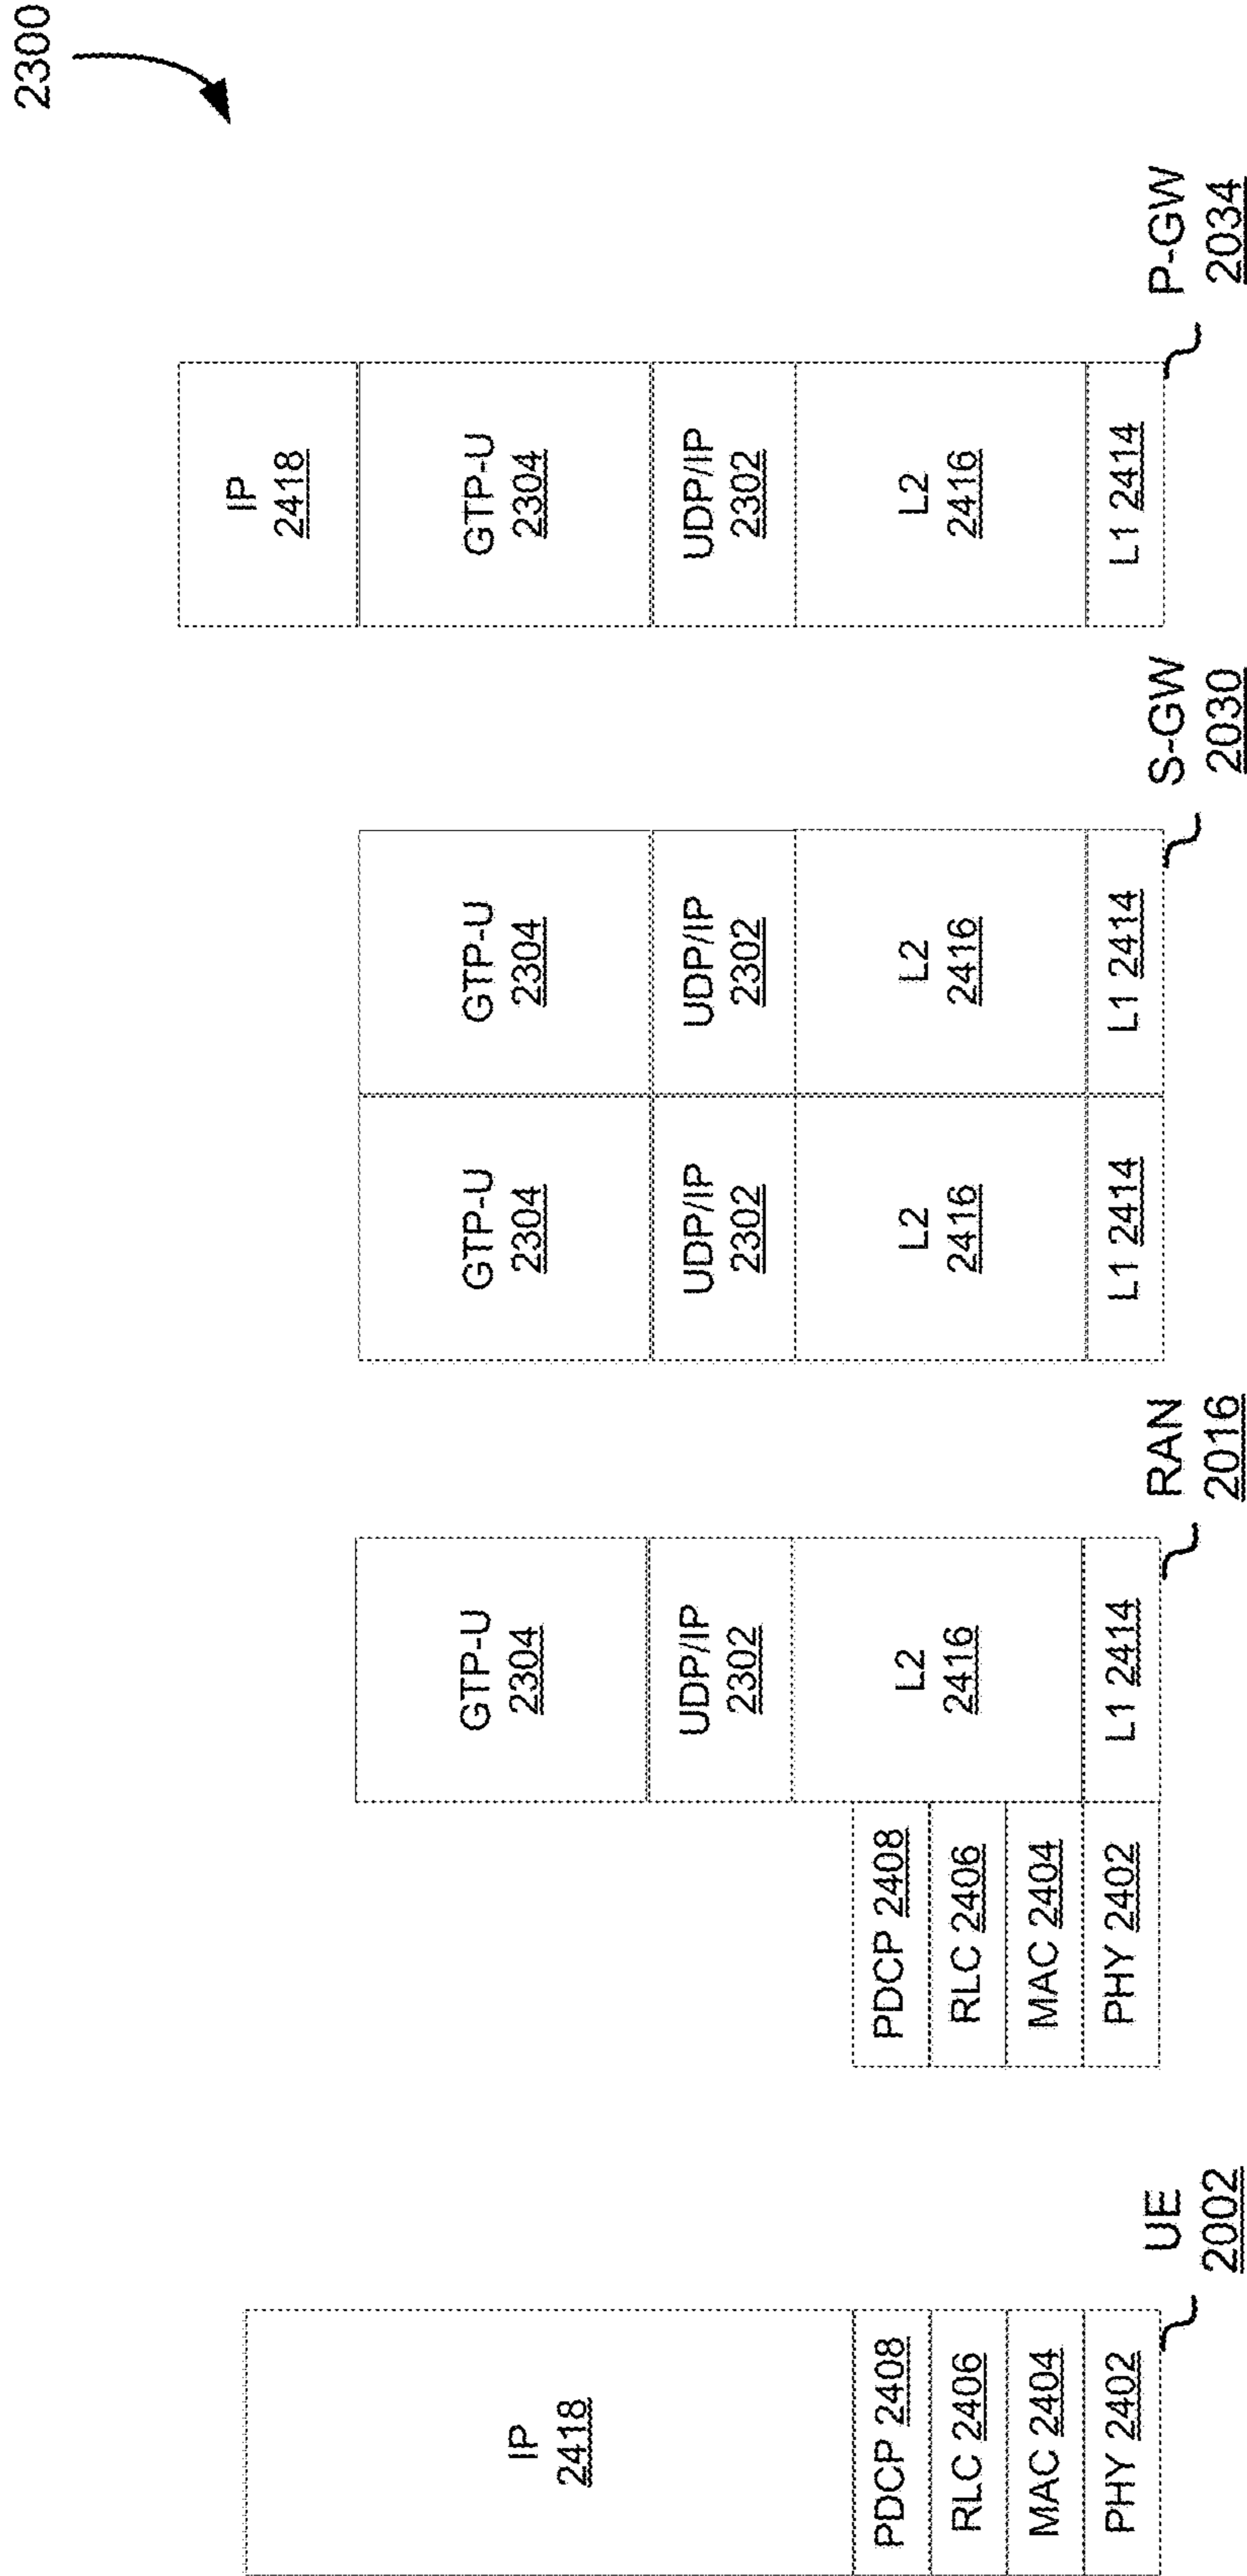 2300
IP
2418
PDCP 2408
RLC 2406
MAC 2404
PHY 2402
UE
2002
PDCP 2408
RLC 2406
MAC 2404
PHY 2402
GTP-U
2304
UDP/IP
2302
L2
2416
L1 2414
RAN
2016
GTP-U
2304
UDP/IP
2302
L2
2416
L1 2414
GTP-U
2304
UDP/IP
2302
L2
2416
L1 2414
S-GW
2030
IP
2418
GTP-U
2304
UDP/IP
2302
L2
2416
L1 2414
P-GW
2034